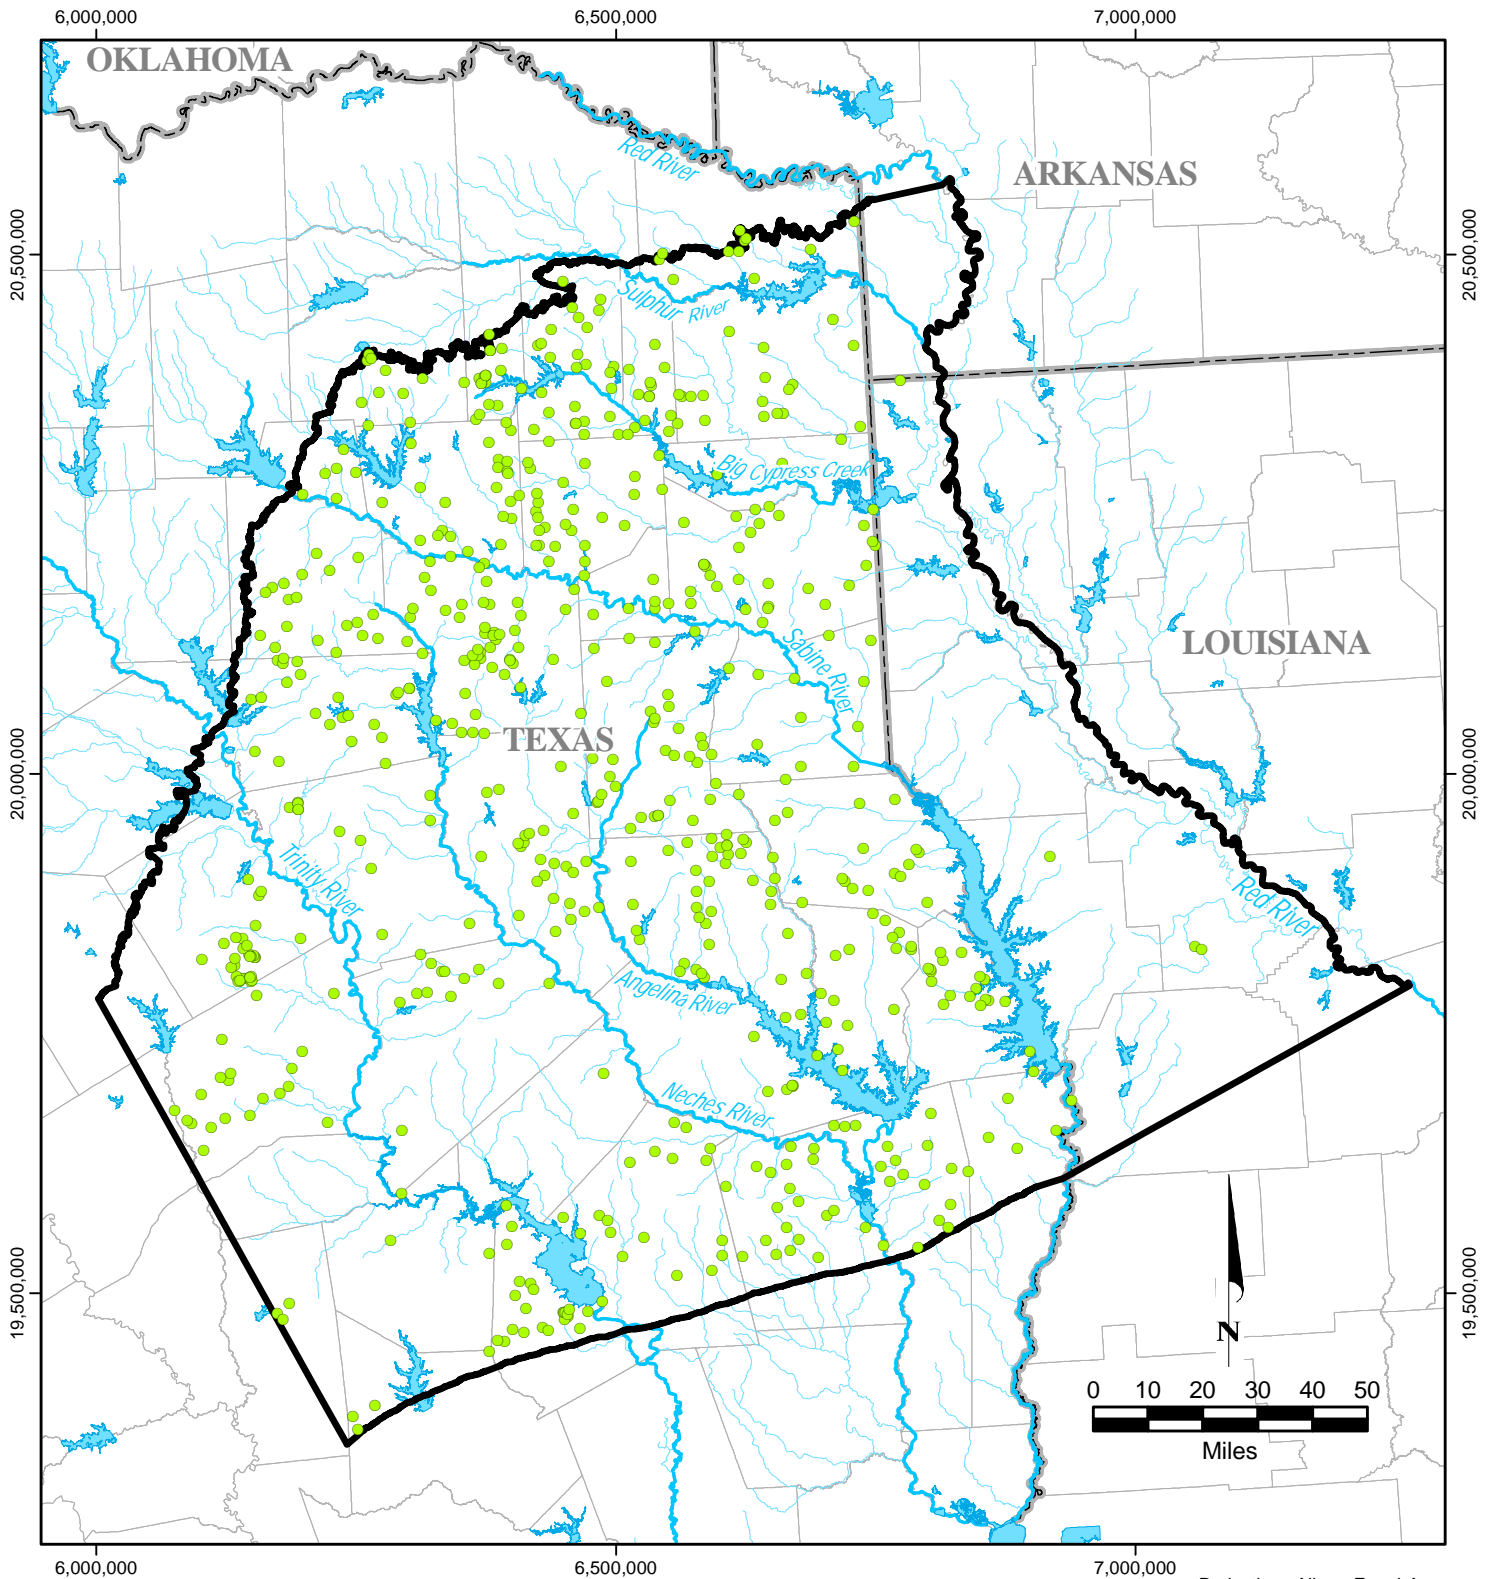 6,000,000 6,500,000 7,000,000
OKLAHOMA
Red River
ARKANSAS
20,500,000 20,500,000
Sulphur River
Big Cypress Creek
LOUISIANA
Sabine River
TEXAS
20,000,000 20,000,000
Trinity River
Red River
Angelina River
Neches River
19,500,000 19,500,000
N
0 10 20 30 40 50
Miles
6,000,000 6,500,000 7,000,000